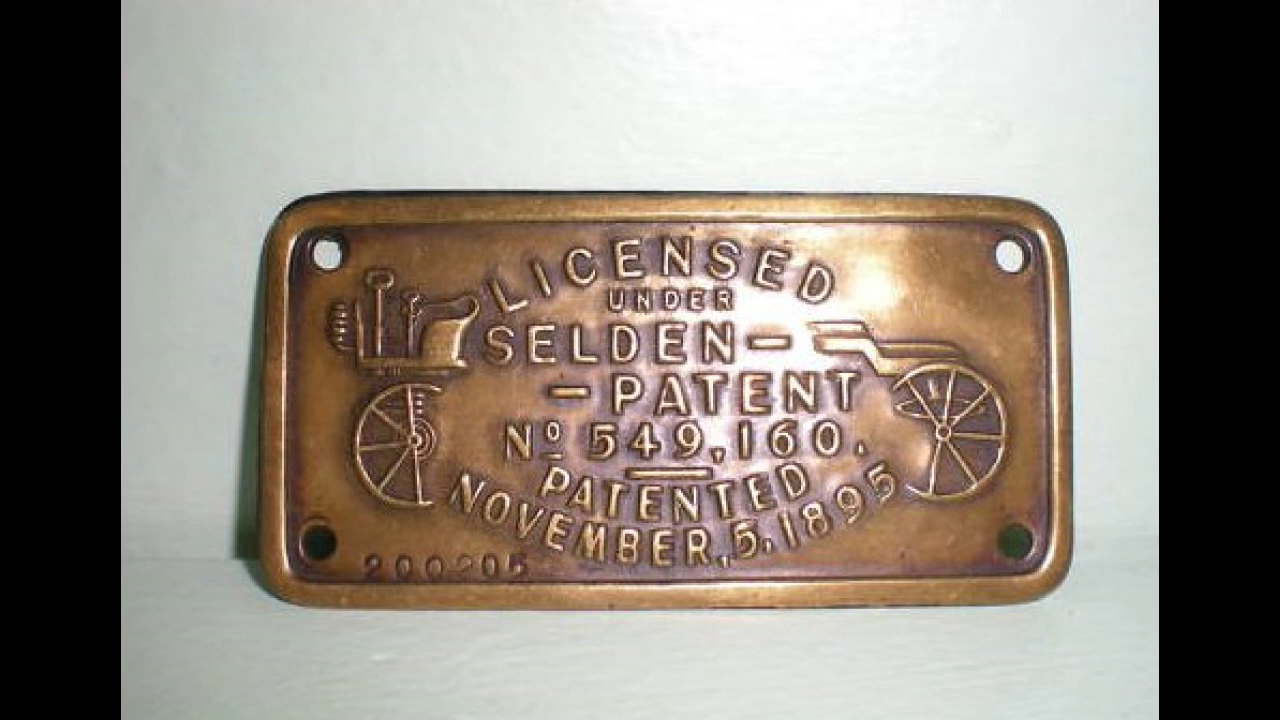 LICENSED
UNDER
SELDEN-
-PATENT
Nº 549,160.
PATENTED
NOVEMBER, 5, 1895
200205